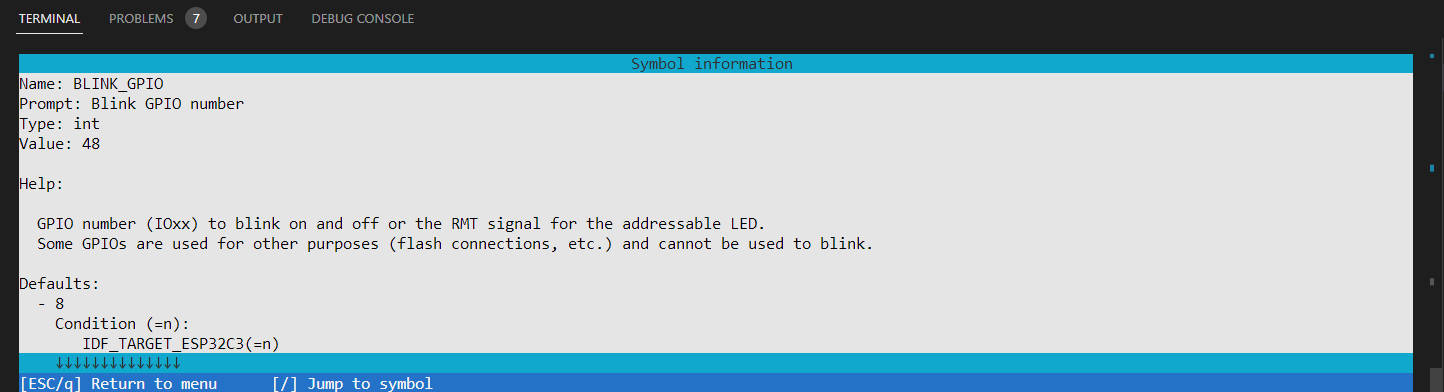 TERMINAL PROBLEMS 7 OUTPUT DEBUG CONSOLE
Symbol information
Name: BLINK_GPIO
Prompt: Blink GPIO number
Type: int
Value: 48
Help:
GPIO number (IOxx) to blink on and off or the RMT signal for the addressable LED.
Some GPIOs are used for other purposes (flash connections, etc.) and cannot be used to blink.
Defaults:
- 8
Condition (=n):
IDF_TARGET_ESP32C3(=n)
↓↓↓↓↓↓↓↓↓↓↓↓↓↓
[ESC/q] Return to menu [/] Jump to symbol